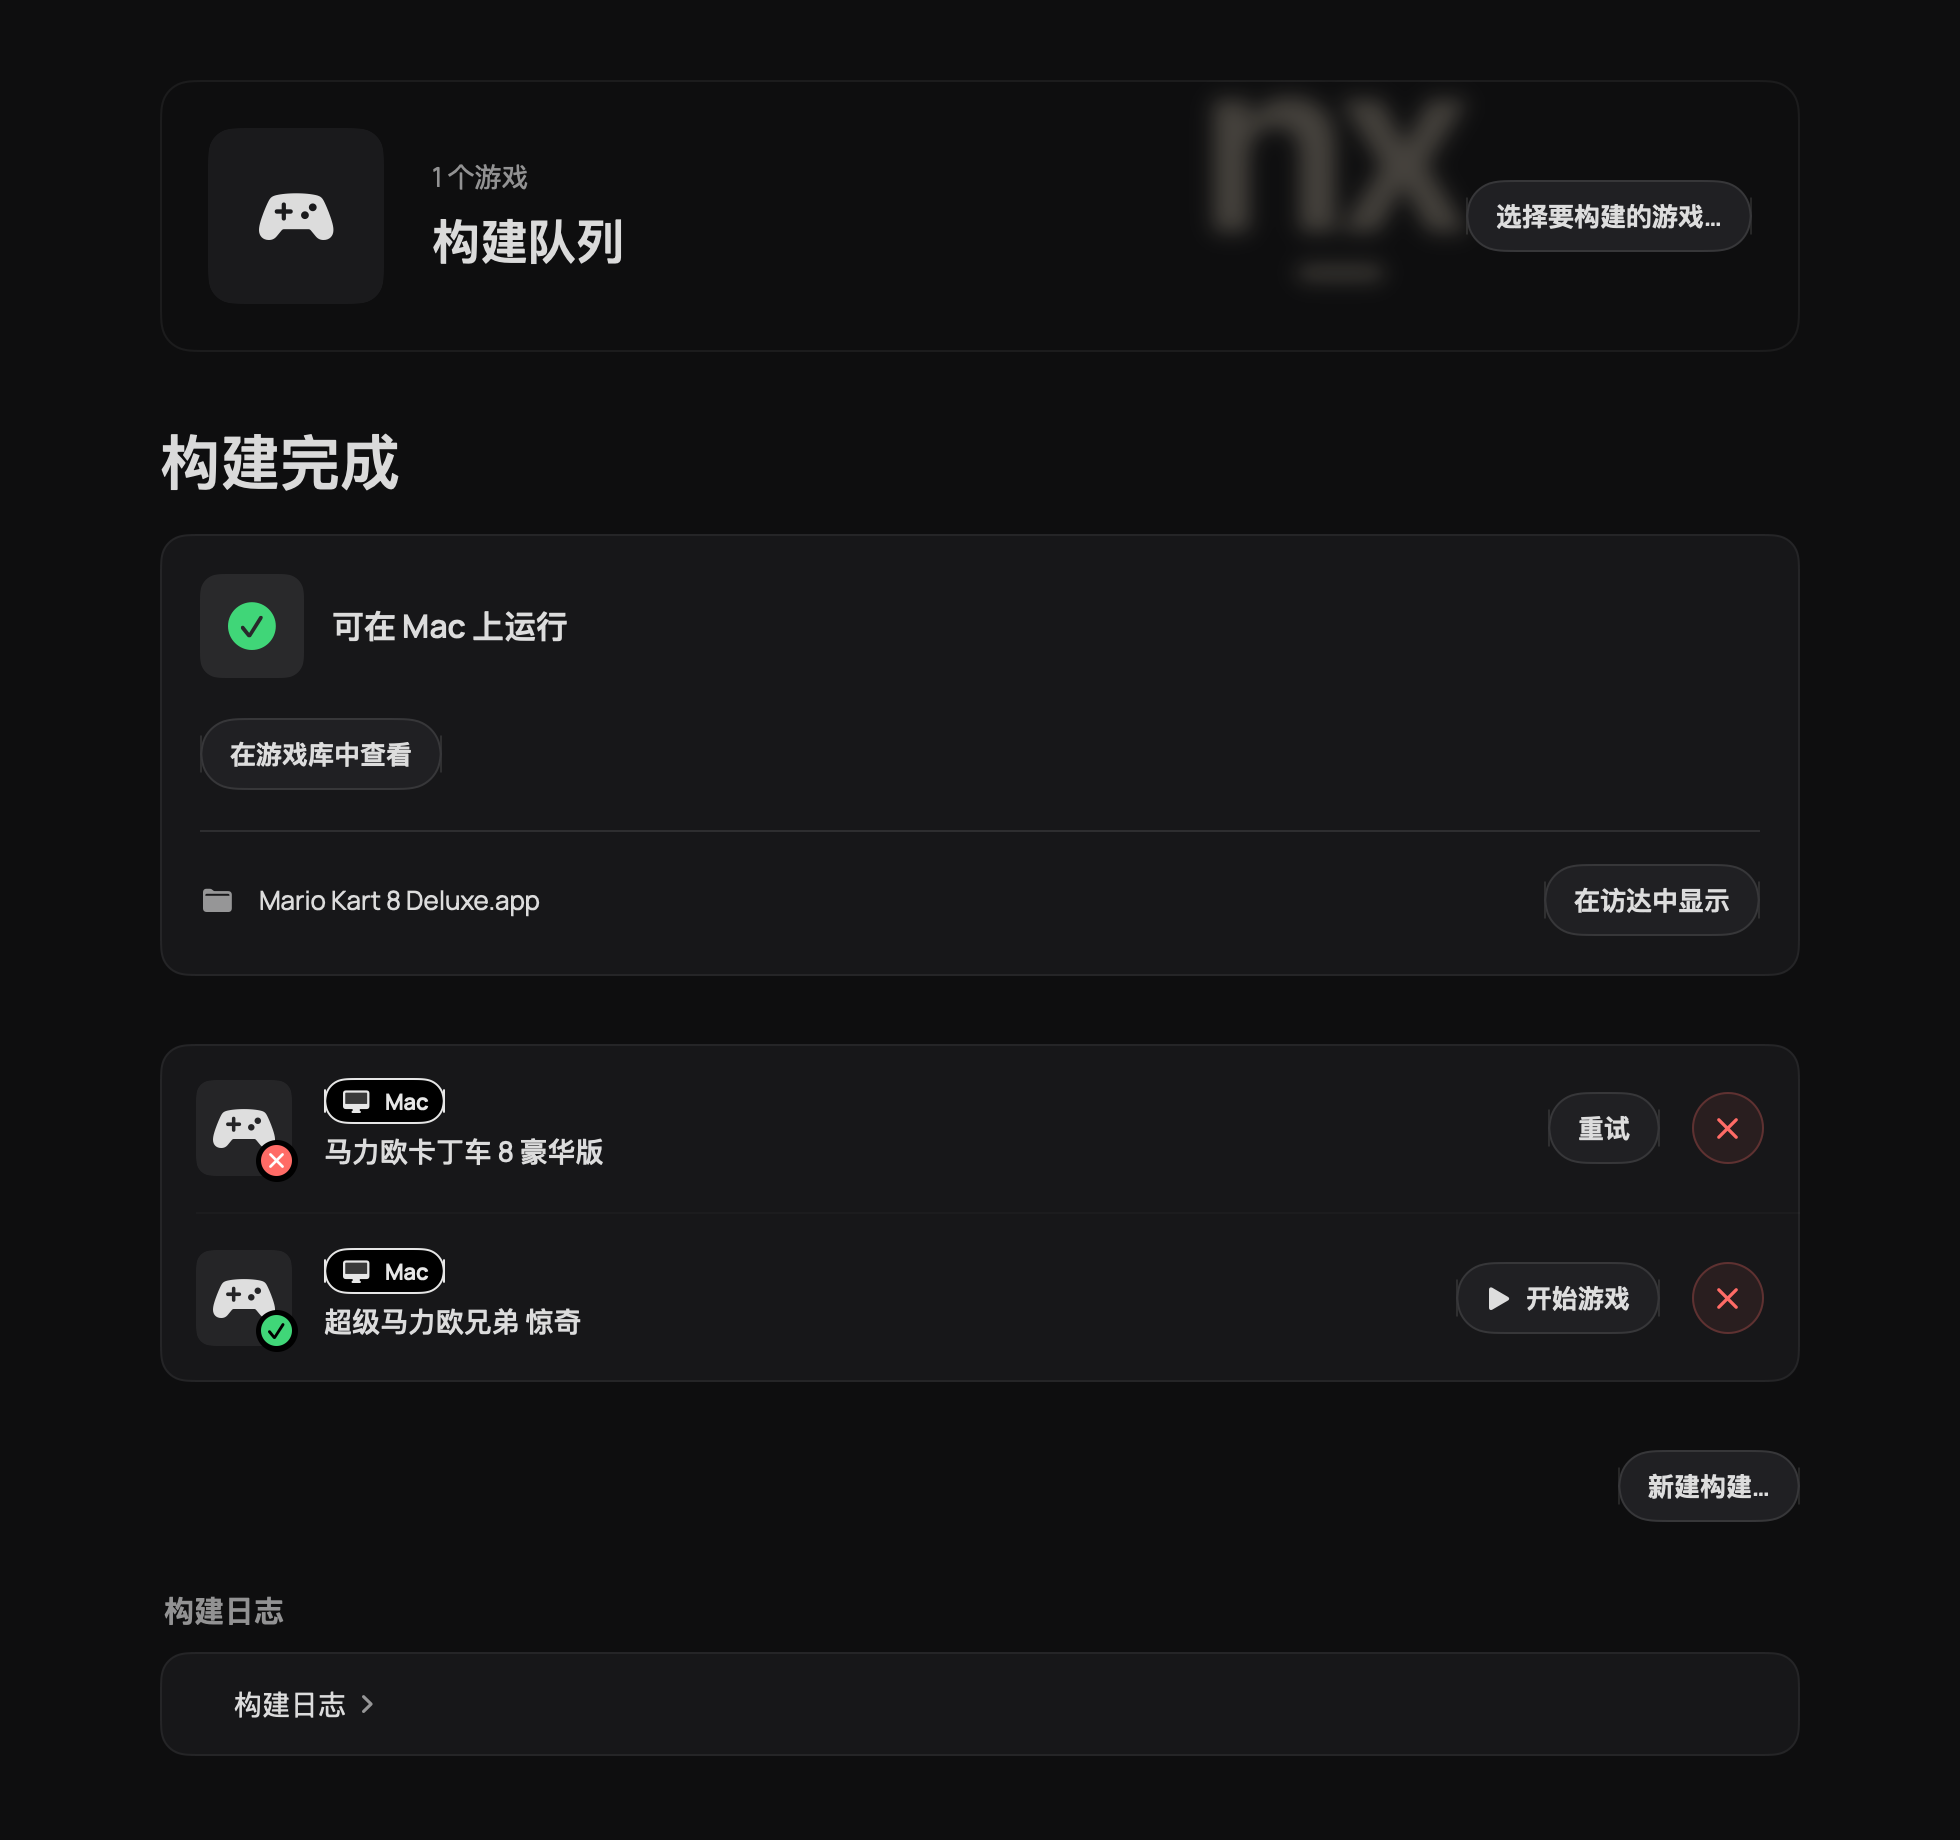 nx
1 个游戏
构建队列
选择要构建的游戏...
构建完成
可在 Mac 上运行
在游戏库中查看
Mario Kart 8 Deluxe.app
在访达中显示
Mac
马力欧卡丁车 8 豪华版
重试
Mac
超级马力欧兄弟 惊奇
开始游戏
新建构建...
构建日志
构建日志